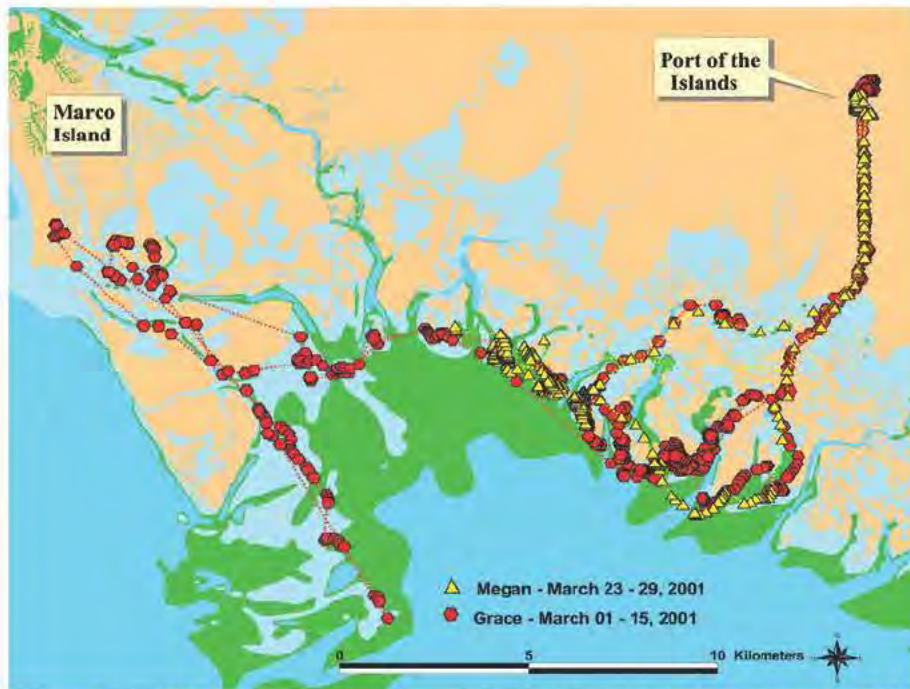 Port of the
Islands
Marco
Island
Megan - March 23 - 29, 2001
Grace - March 01 - 15, 2001
0 5 10 Kilometers